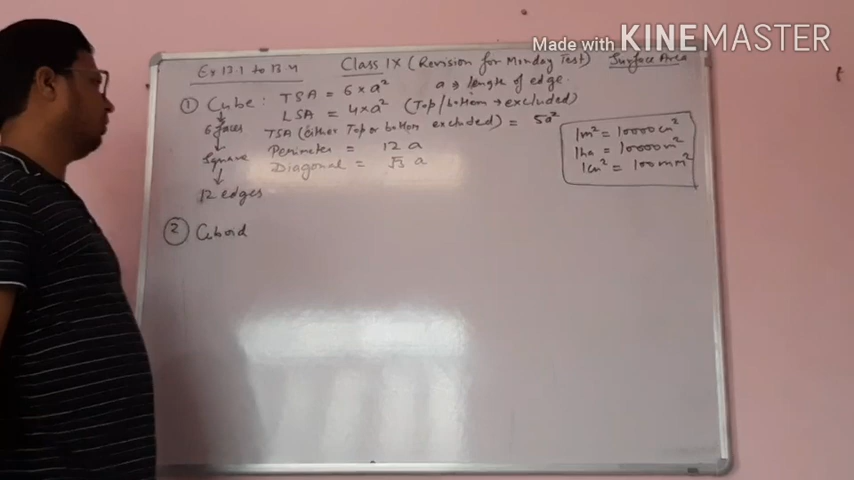 Made with KINEMASTER
Ex 13.1 to 13.4 Class IX (Revision for Monday Test) Surface Area
① Cube : TSA = 6 × a² a → length of edge.
LSA = 4 × a² (Top/bottom → excluded)
6 faces
TSA (either Top or bottom excluded) = 5a²
Square
Perimeter = 12 a
Diagonal = √3 a
12 edges
1m² = 10000 cm²
1ha = 10000 m²
1cm² = 100 mm²
② Cuboid